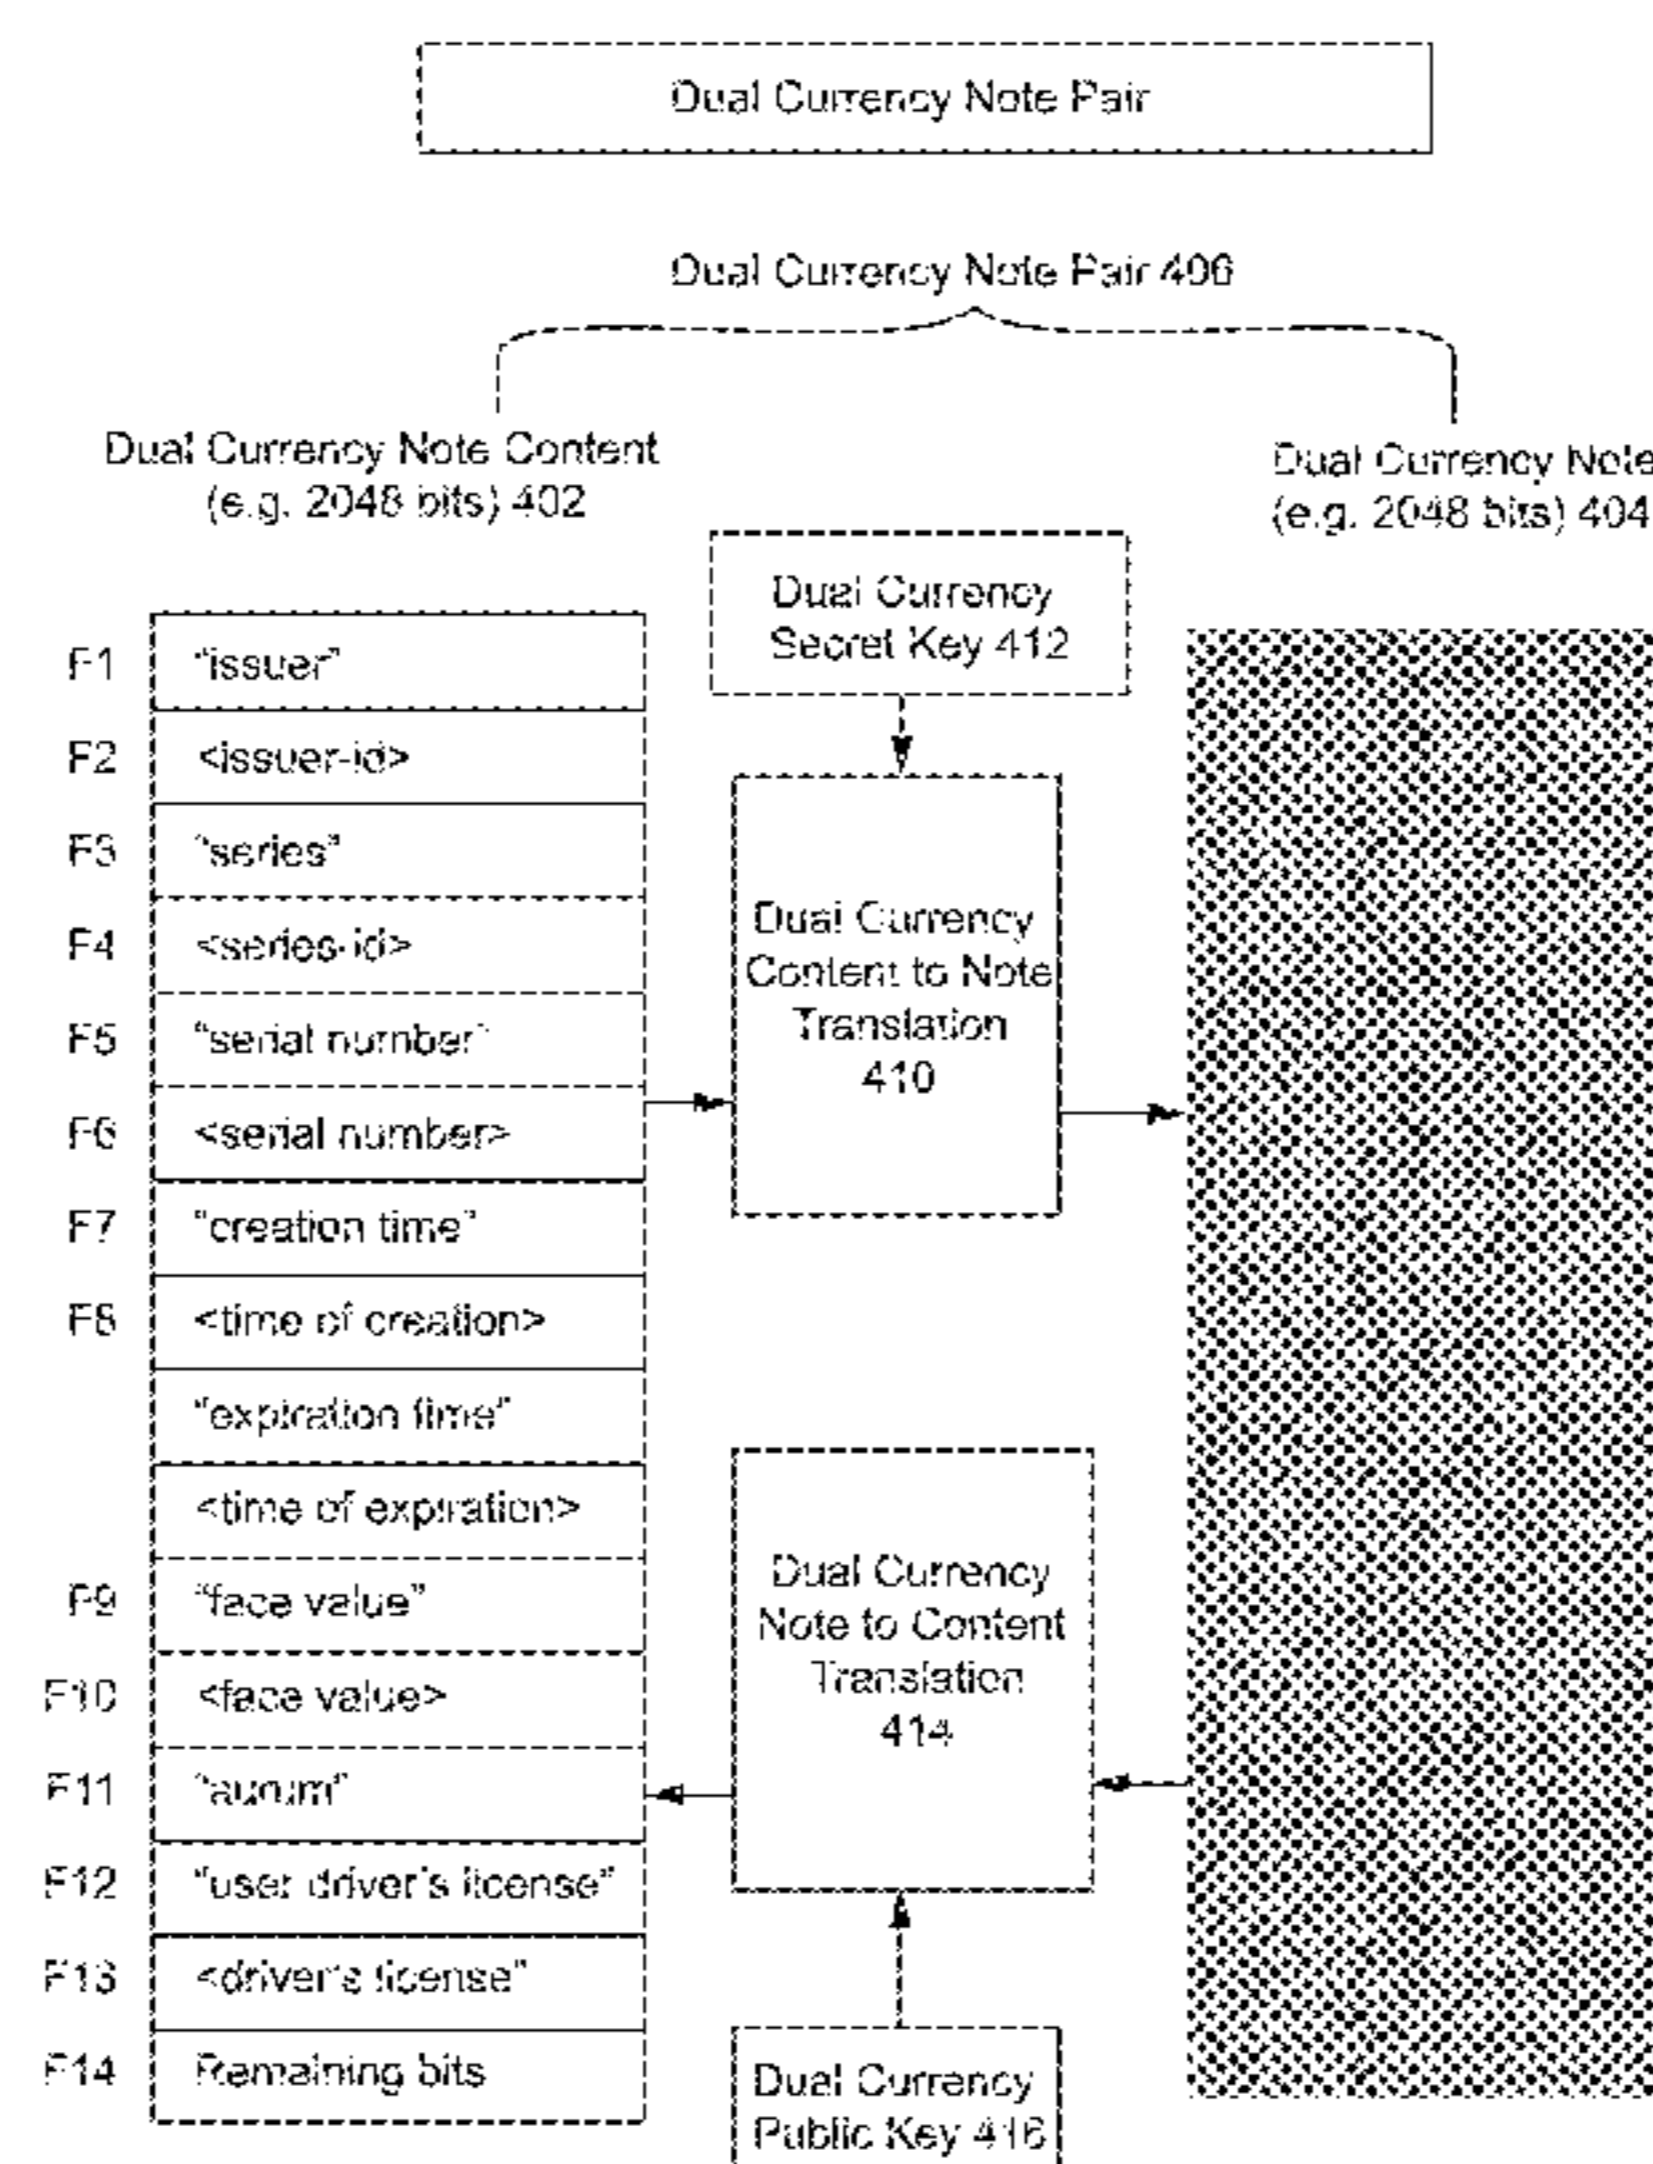 Dual Currency Note Pair
Dual Currency Note Pair 406
Dual Currency Note Content
(e.g. 2048 bits) 402
Dual Currency Note
(e.g. 2048 bits) 404
Dual Currency
Secret Key 412
F1 "issuer"
F2 <issuer-id>
F3 "series"
F4 <series-id>
F5 "serial number"
F6 <serial number>
F7 "creation time"
F8 <time of creation>
"expiration time"
<time of expiration>
F9 "face value"
F10 <face value>
F11 "aurum"
F12 "user driver's license"
F13 <driver's license"
F14 Remaining bits
Dual Currency
Content to Note
Translation
410
Dual Currency
Note to Content
Translation
414
Dual Currency
Public Key 416